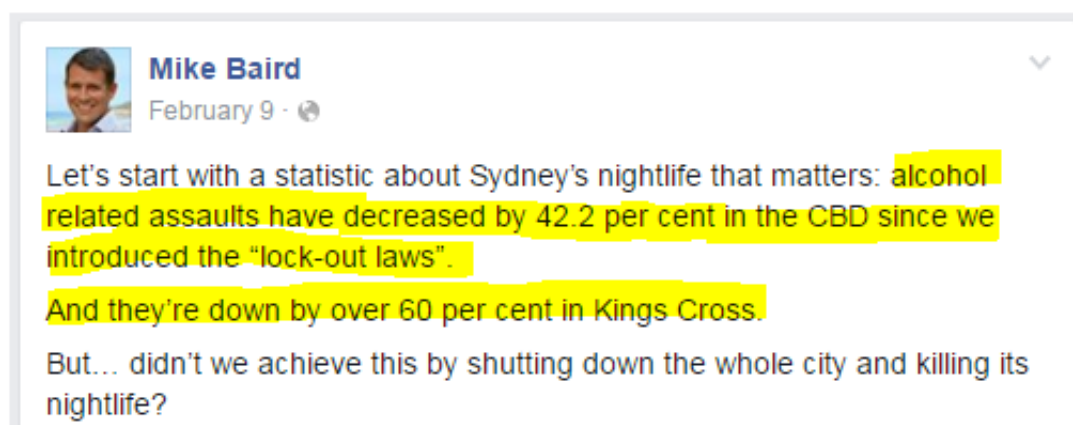 Mike Baird
February 9 ·
Let's start with a statistic about Sydney's nightlife that matters: alcohol
related assaults have decreased by 42.2 per cent in the CBD since we
introduced the “lock-out laws”.
And they're down by over 60 per cent in Kings Cross.
But… didn't we achieve this by shutting down the whole city and killing its
nightlife?